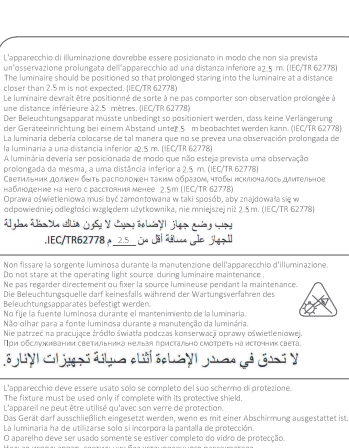 L'apparecchio di illuminazione dovrebbe essere posizionato in modo che non sia prevista
un'osservazione prolungata dell'apparecchio ad una distanza inferiore a2.5 m. (IEC/TR 62778)
The luminaire should be positioned so that prolonged staring into the luminaire at a distance
closer than 2.5 m is not expected. (IEC/TR 62778)
Le luminaire devrait être positionné de sorte à ne pas comporter son observation prolongée à
une distance inférieure à2.5 mètres. (IEC/TR 62778)
Der Beleuchtungsapparat müsste unbedingt so positioniert werden, dass keine Verlängerung
der Geräteeinrichtung bei einem Abstand unter2.5 m beobachtet werden kann. (IEC/TR 62778)
La luminaria debería colocarse de tal manera que no se prevea una observación prolongada de
la luminaria a una distancia inferior a2.5 m. (IEC/TR 62778)
A luminária deveria ser posicionada de modo que não esteja prevista uma observação
prolongada da mesma, a uma distância inferior a 2.5 m. (IEC/TR 62778)
Светильник должен быть расположен таким образом, чтобы исключалось длительное
наблюдение на него с расстояния менее 2.5m (IEC/TR 62778)
Oprawa oświetleniowa musi być zamontowana w taki sposób, aby znajdowała się w
odpowiedniej odległości względem użytkownika, nie mniejszej niż 2.5 m. (IEC/TR 62778)
يجب وضع جهاز الإضاءة بحيث لا يكون هناك ملاحظة مطولة
للجهاز على مسافة أقل من 2.5 م IEC/TR62778.
Non fissare la sorgente luminosa durante la manutenzione dell'apparecchio d'illuminazione.
Do not stare at the operating light source during luminaire maintenance .
Ne pas regarder directement ou fixer la source lumineuse pendant la maintenance.
Die Beleuchtungsquelle darf keinesfalls während der Wartungsverfahren des
Beleuchtungsapparates befestigt werden.
No fije la fuente luminosa durante el mantenimiento de la luminaria.
Não olhar para a fonte luminosa durante a manutenção da luminária.
Nie patrzeć na pracujące źródło światła podczas konserwacji oprawy oświetleniowej.
При обслуживании светильника нельзя пристально смотреть на источник света.
لا تحدق في مصدر الإضاءة أثناء صيانة تجهيزات الإنارة.
L'apparecchio deve essere usato solo se completo del suo schermo di protezione.
The fixture must be used only if complete with its protective shield.
L'appareil ne peut être utilisé qu'avec son verre de protection.
Das Gerät darf ausschließlich eingesetzt werden, wenn es mit einer Abschirmung ausgestattet ist.
La luminaria ha de utilizarse solo si incorpora la pantalla de protección.
O aparelho deve ser usado somente se estiver completo do vidro de protecção.